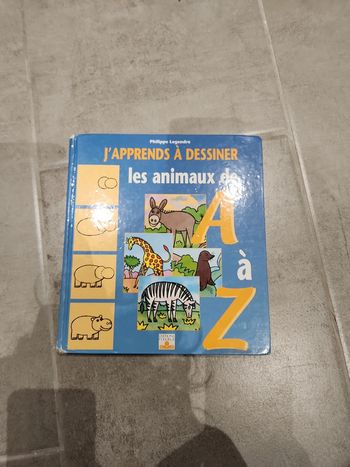 Philippe Legendre
J'APPRENDS À DESSINER
les animaux de
A
à
Z